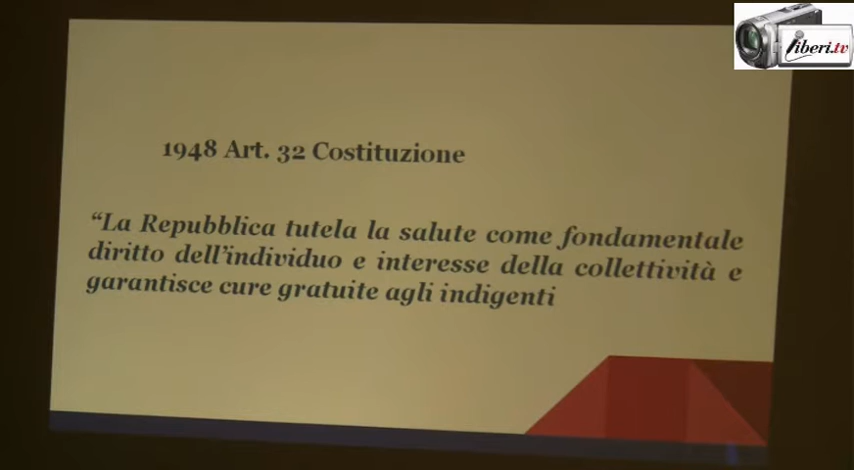 liberi.tv
1948 Art. 32 Costituzione
“La Repubblica tutela la salute come fondamentale
diritto dell’individuo e interesse della collettività e
garantisce cure gratuite agli indigenti